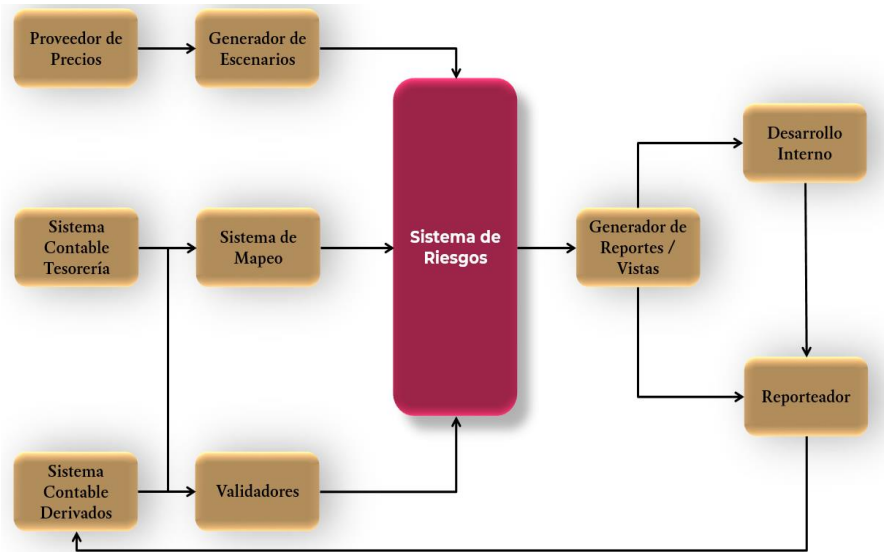 Proveedor de
Precios
Generador de
Escenarios
Sistema
Contable
Tesorería
Sistema de
Mapeo
Sistema
Contable
Derivados
Validadores
Sistema de
Riesgos
Generador de
Reportes /
Vistas
Desarrollo
Interno
Reporteador